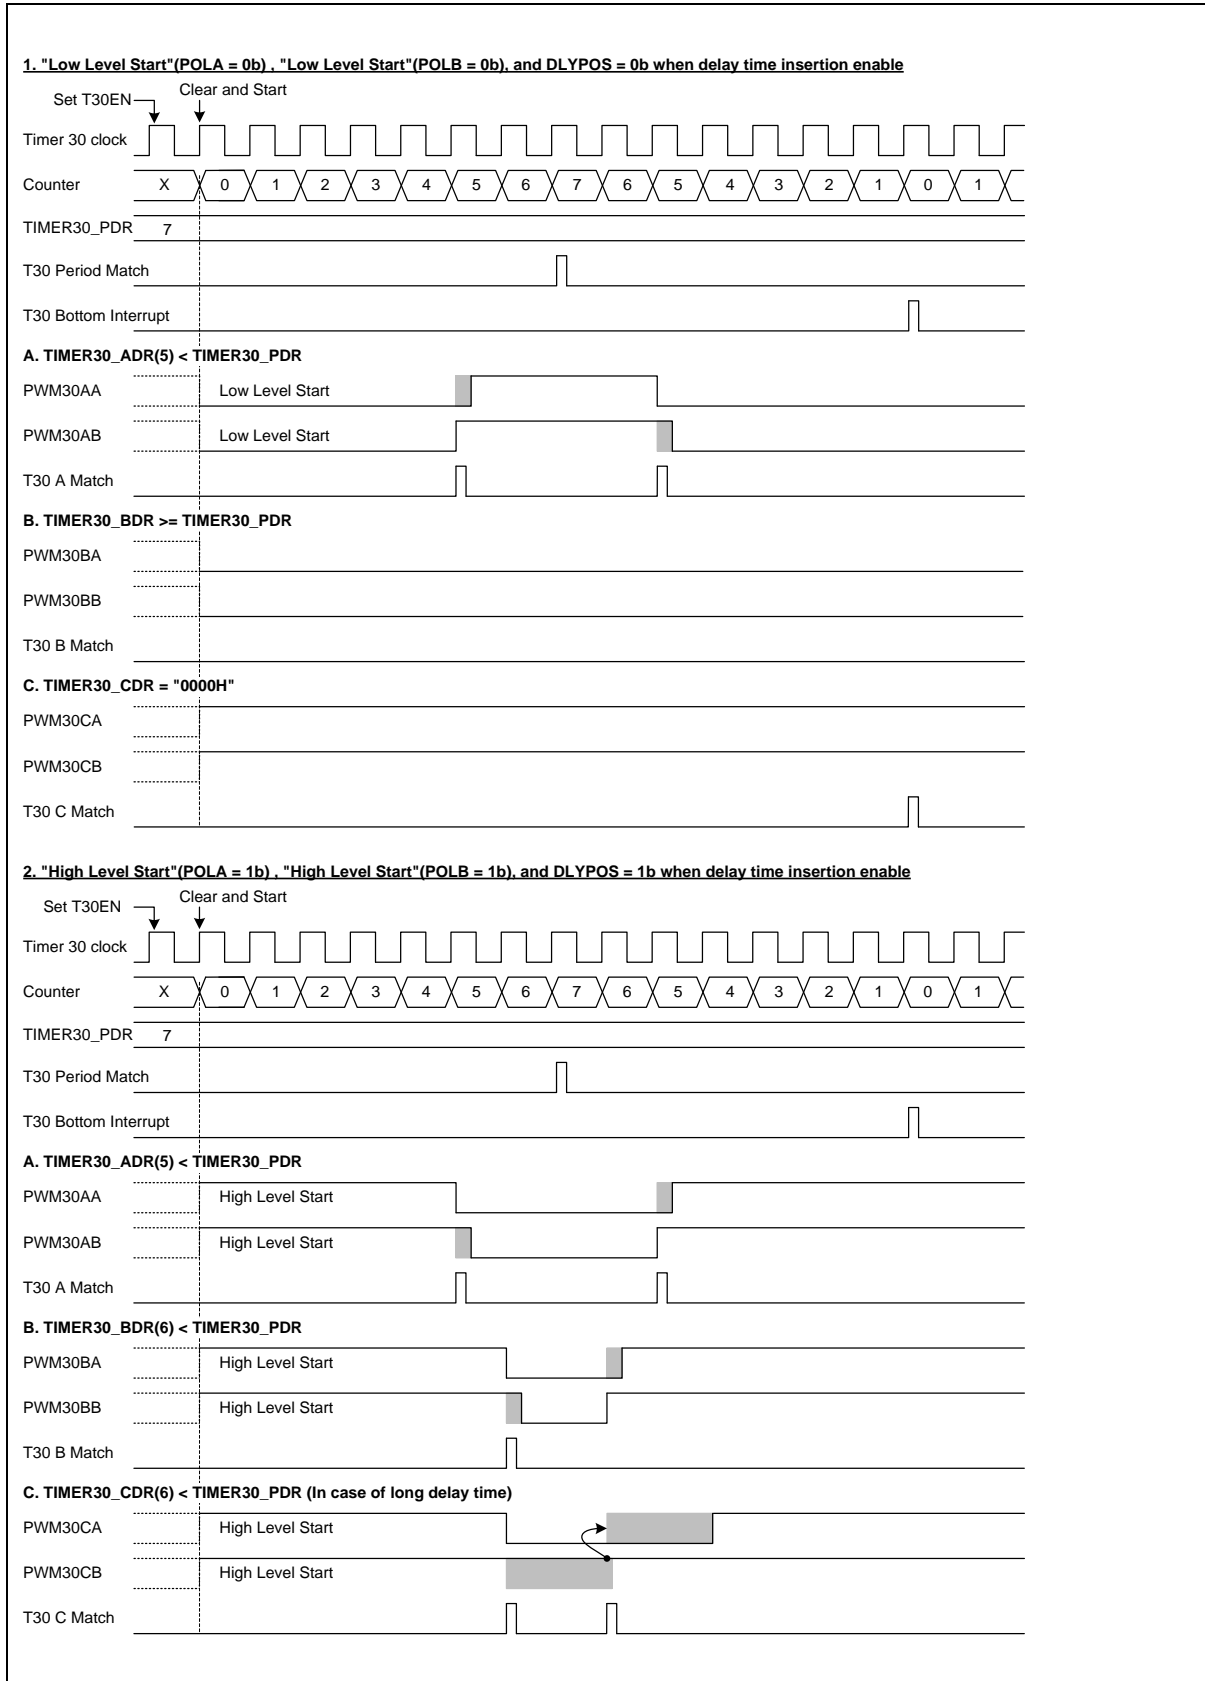 1. "Low Level Start"(POLA = 0b) , "Low Level Start"(POLB = 0b), and DLYPOS = 0b when delay time insertion enable
Set T30EN
Clear and Start
Timer 30 clock
Counter X 0 1 2 3 4 5 6 7 6 5 4 3 2 1 0 1
TIMER30_PDR 7
T30 Period Match
T30 Bottom Interrupt
A. TIMER30_ADR(5) < TIMER30_PDR
PWM30AA Low Level Start
PWM30AB Low Level Start
T30 A Match
B. TIMER30_BDR >= TIMER30_PDR
PWM30BA
PWM30BB
T30 B Match
C. TIMER30_CDR = "0000H"
PWM30CA
PWM30CB
T30 C Match
2. "High Level Start"(POLA = 1b) , "High Level Start"(POLB = 1b), and DLYPOS = 1b when delay time insertion enable
Set T30EN
Clear and Start
Timer 30 clock
Counter X 0 1 2 3 4 5 6 7 6 5 4 3 2 1 0 1
TIMER30_PDR 7
T30 Period Match
T30 Bottom Interrupt
A. TIMER30_ADR(5) < TIMER30_PDR
PWM30AA High Level Start
PWM30AB High Level Start
T30 A Match
B. TIMER30_BDR(6) < TIMER30_PDR
PWM30BA High Level Start
PWM30BB High Level Start
T30 B Match
C. TIMER30_CDR(6) < TIMER30_PDR (In case of long delay time)
PWM30CA High Level Start
PWM30CB High Level Start
T30 C Match